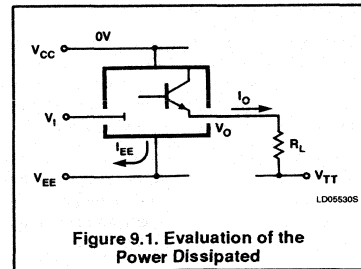 0V
VCC
IO
VI
VO
IEE
RL
VEE
VTT
LD05530S
Figure 9.1. Evaluation of the
Power Dissipated